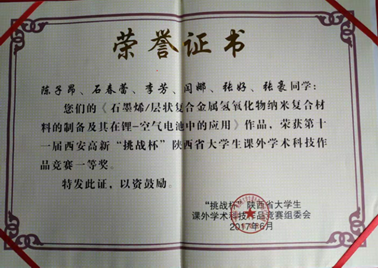 荣誉证书
陈子昂、石春蕾、李芳、闫娜、张好、张豪同学：
您们的《石墨烯/层状复合金属氢氧化物纳米复合材
料的制备及其在锂-空气电池中的应用》作品，荣获第十
一届西安高新“挑战杯”陕西省大学生课外学术科技作
品竞赛一等奖。
特发此证，以资鼓励。
“挑战杯”陕西省大学生
课外学术科技作品竞赛组委会
2017年6月